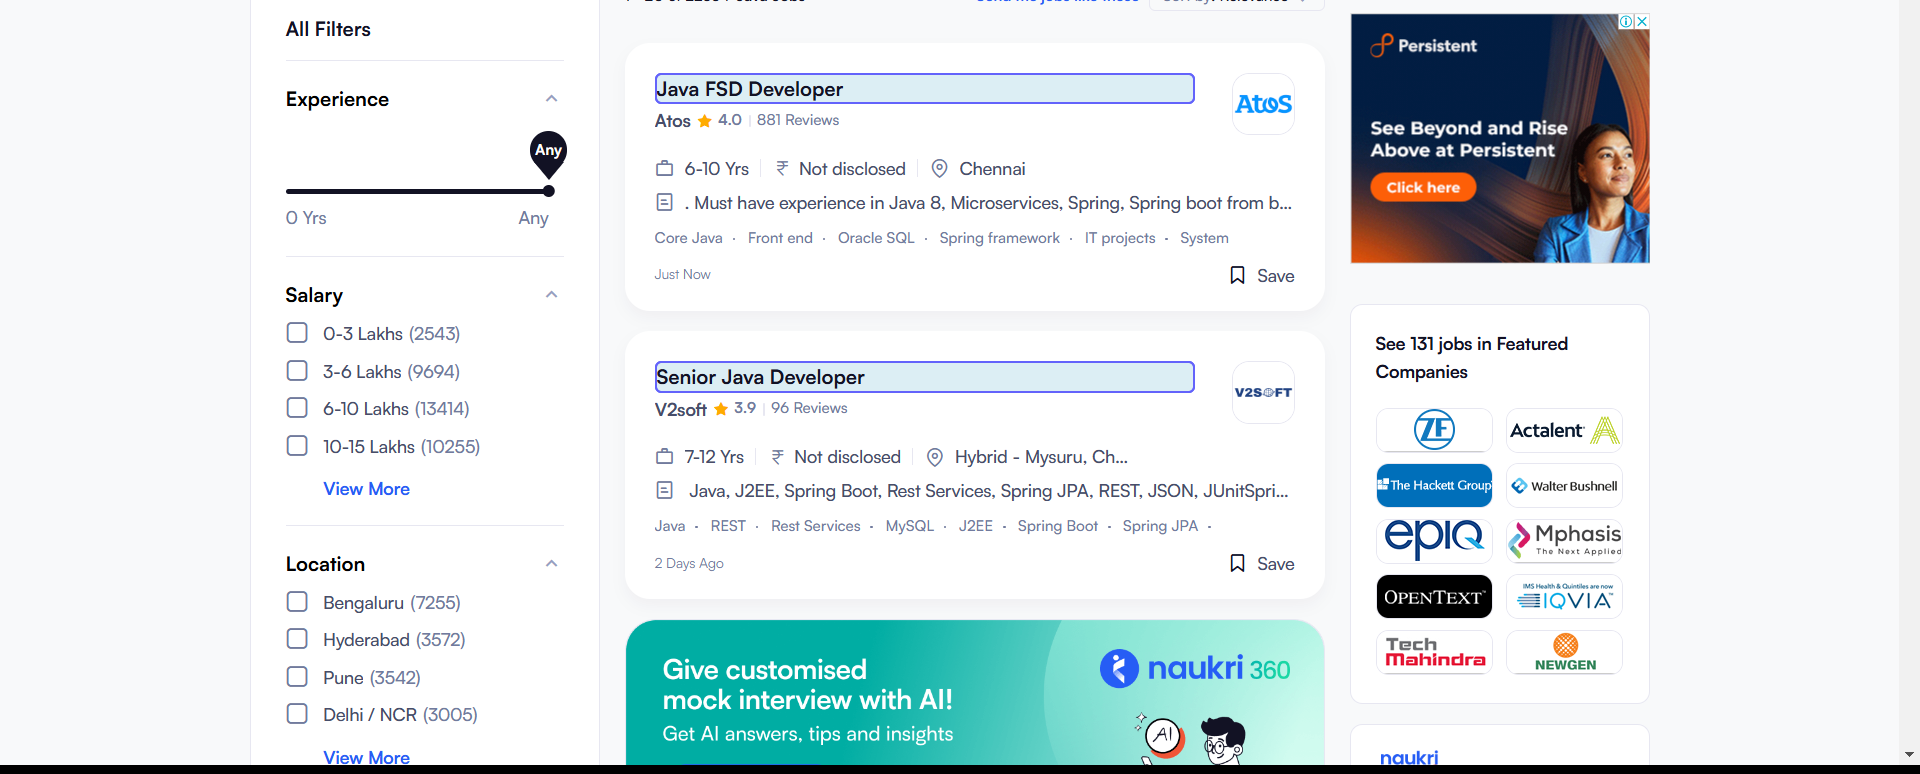 All Filters
Experience
Any
0 Yrs
Any
Salary
0-3 Lakhs (2543)
3-6 Lakhs (9694)
6-10 Lakhs (13414)
10-15 Lakhs (10255)
View More
Location
Bengaluru (7255)
Hyderabad (3572)
Pune (3542)
Delhi / NCR (3005)
View More
Java FSD Developer
Atos 4.0 | 881 Reviews
Atos
6-10 Yrs
₹ Not disclosed
Chennai
. Must have experience in Java 8, Microservices, Spring, Spring boot from b...
Core Java · Front end · Oracle SQL · Spring framework · IT projects · System
Just Now
Save
Senior Java Developer
V2soft 3.9 | 96 Reviews
V2SOFT
7-12 Yrs
₹ Not disclosed
Hybrid - Mysuru, Ch...
Java, J2EE, Spring Boot, Rest Services, Spring JPA, REST, JSON, JUnitSpri...
Java · REST · Rest Services · MySQL · J2EE · Spring Boot · Spring JPA ·
2 Days Ago
Save
Give customised
mock interview with AI!
Get AI answers, tips and insights
naukri 360
AI
Persistent
See Beyond and Rise
Above at Persistent
Click here
See 131 jobs in Featured
Companies
ZF
Actalent
The Hackett Group
Walter Bushnell
epiq
Mphasis
The Next Applied
OPENTEXT™
IMS Health & Quintiles are now
IQVIA™
Tech
Mahindra
NEWGEN
naukri